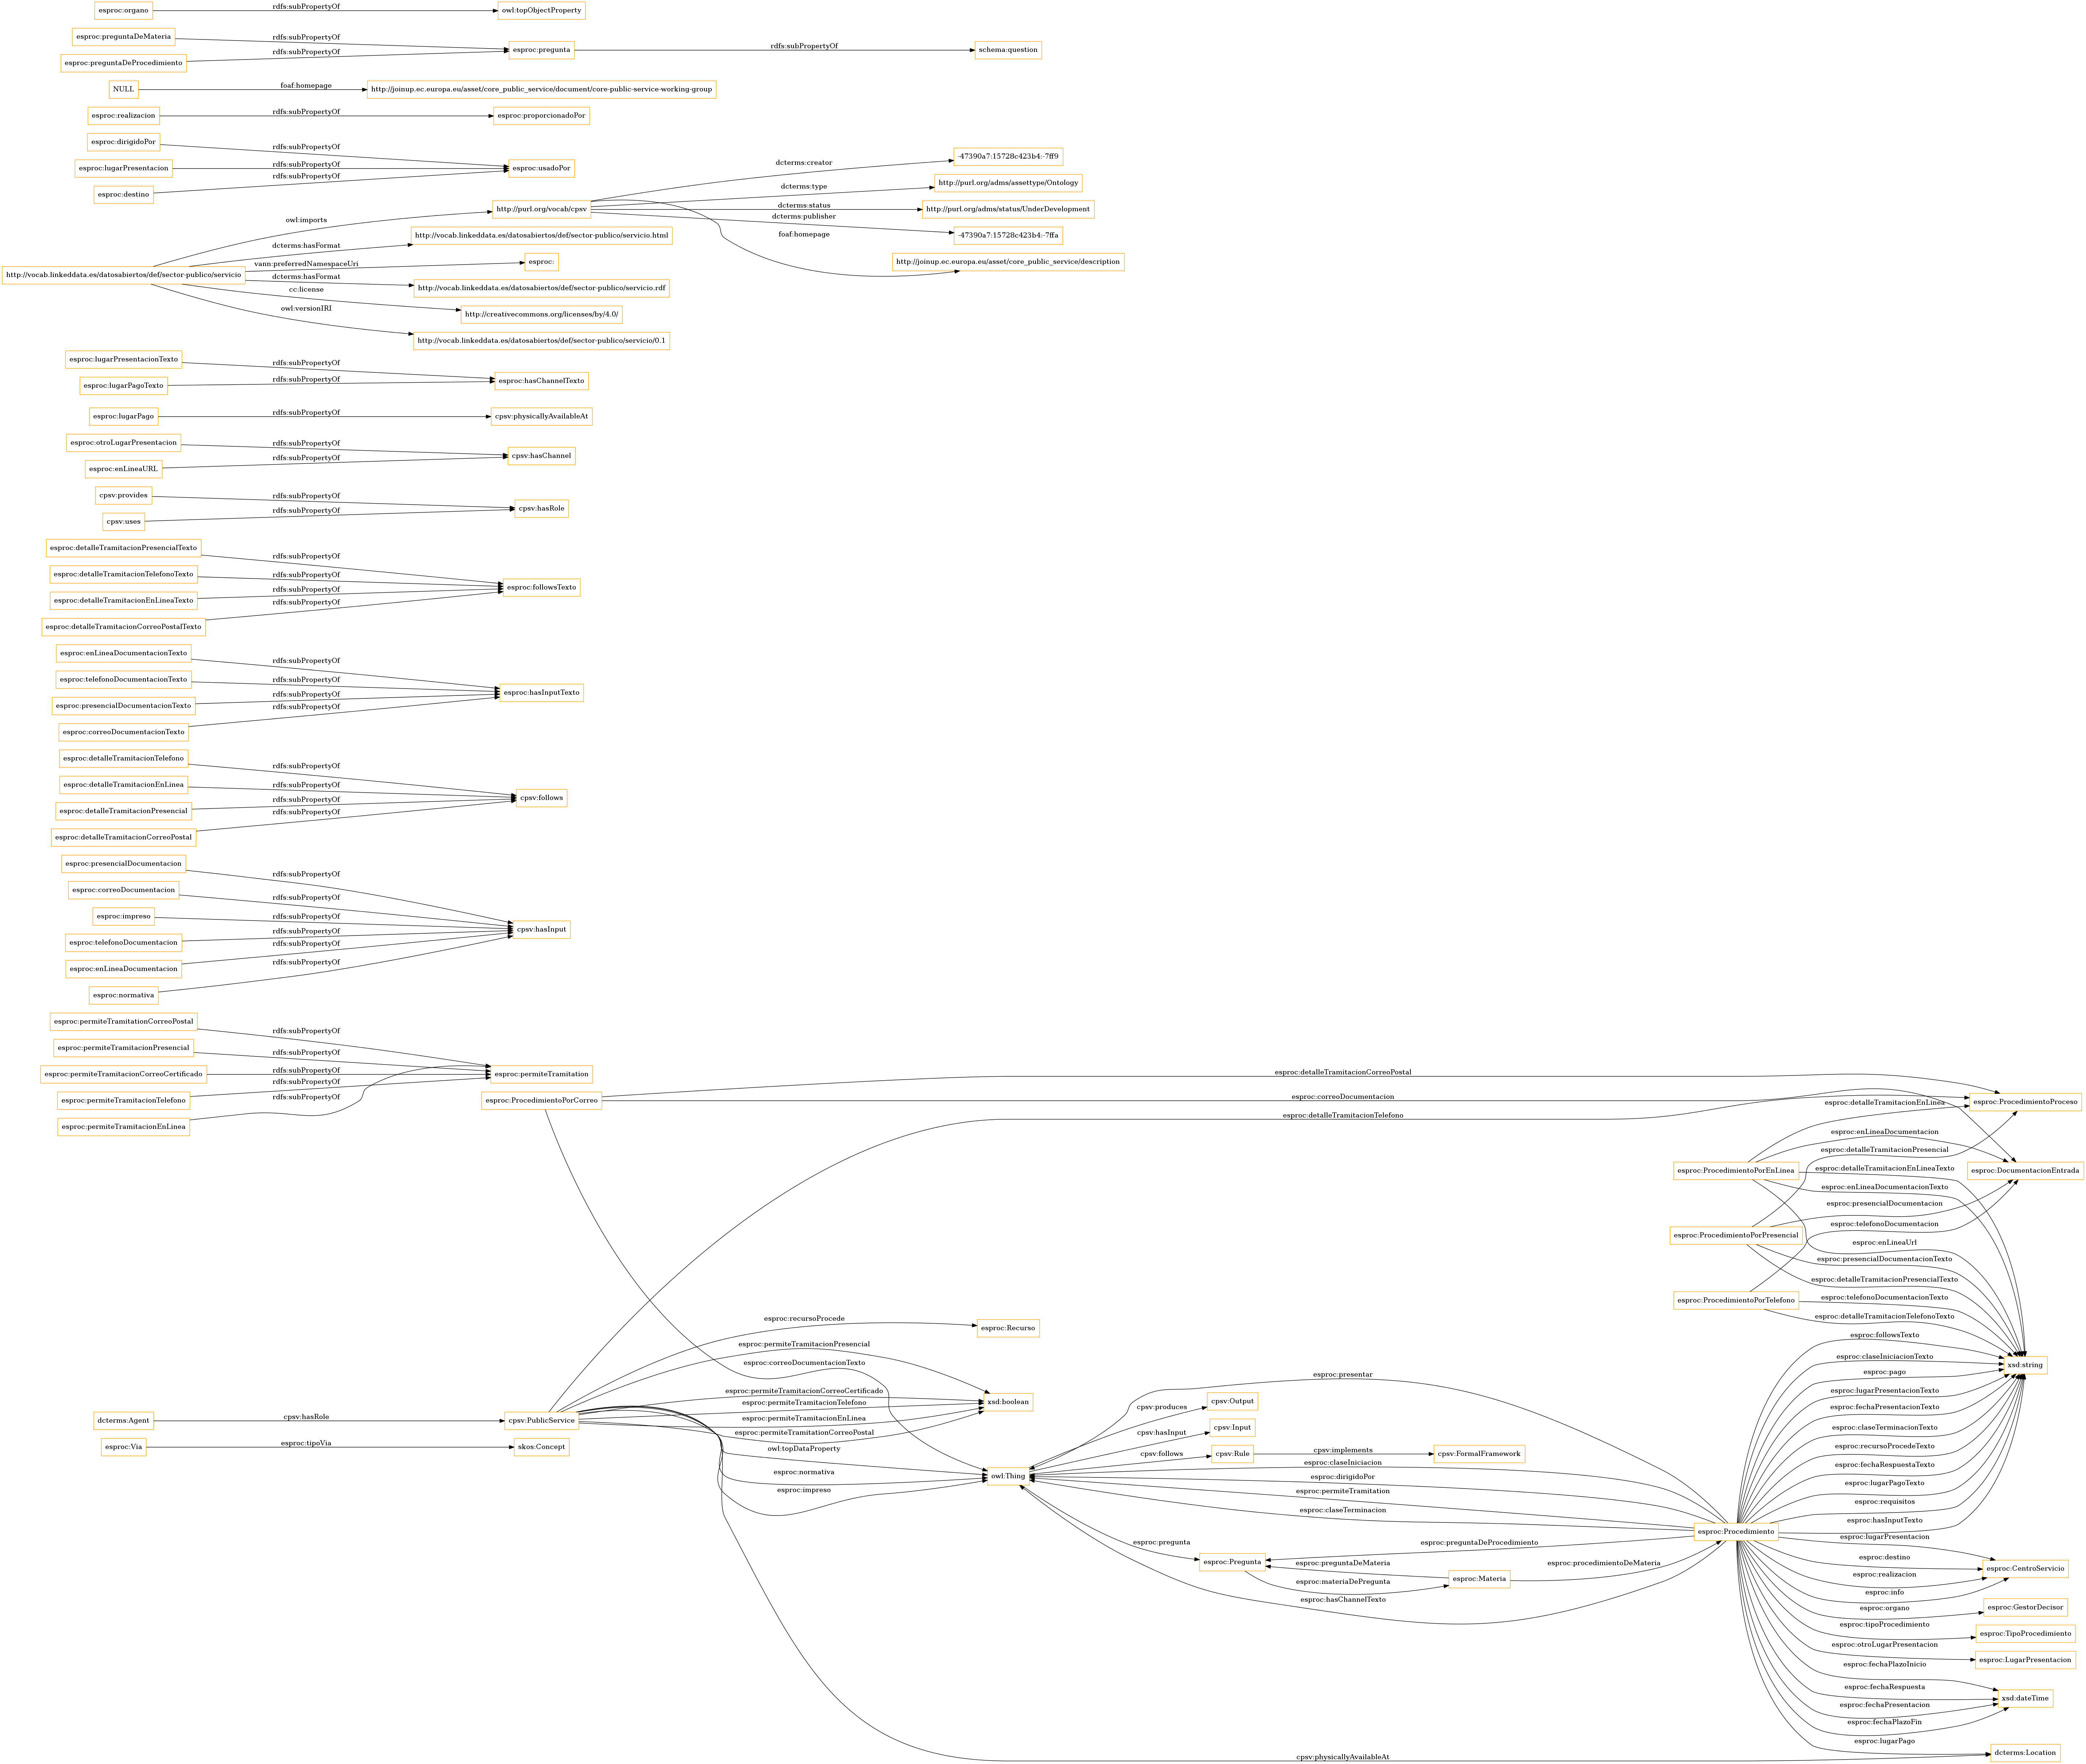 esproc:organo rdfs:subPropertyOf owl:topObjectProperty
esproc:preguntaDeMateria rdfs:subPropertyOf
esproc:pregunta rdfs:subPropertyOf schema:question
esproc:preguntaDeProcedimiento rdfs:subPropertyOf
NULL foaf:homepage http://joinup.ec.europa.eu/asset/core_public_service/document/core-public-service-working-group
esproc:realizacion rdfs:subPropertyOf esproc:proporcionadoPor
esproc:dirigidoPor rdfs:subPropertyOf
esproc:lugarPresentacion rdfs:subPropertyOf esproc:usadoPor
esproc:destino rdfs:subPropertyOf
dcterms:creator -47390a7:15728c423b4:-7ff9
dcterms:type http://purl.org/adms/assettype/Ontology
owl:imports http://purl.org/vocab/cpsv dcterms:status http://purl.org/adms/status/UnderDevelopment
dcterms:publisher -47390a7:15728c423b4:-7ffa
foaf:homepage http://joinup.ec.europa.eu/asset/core_public_service/description
dcterms:hasFormat http://vocab.linkeddata.es/datosabiertos/def/sector-publico/servicio.html
http://vocab.linkeddata.es/datosabiertos/def/sector-publico/servicio vann:preferredNamespaceUri esproc:
dcterms:hasFormat http://vocab.linkeddata.es/datosabiertos/def/sector-publico/servicio.rdf
cc:license http://creativecommons.org/licenses/by/4.0/
owl:versionIRI http://vocab.linkeddata.es/datosabiertos/def/sector-publico/servicio/0.1
esproc:lugarPresentacionTexto rdfs:subPropertyOf
esproc:hasChannelTexto
esproc:lugarPagoTexto rdfs:subPropertyOf
esproc:lugarPago rdfs:subPropertyOf cpsv:physicallyAvailableAt
esproc:otroLugarPresentacion rdfs:subPropertyOf
cpsv:hasChannel
esproc:enLineaURL rdfs:subPropertyOf
cpsv:provides rdfs:subPropertyOf
cpsv:hasRole
cpsv:uses rdfs:subPropertyOf
esproc:detalleTramitacionPresencialTexto rdfs:subPropertyOf
esproc:detalleTramitacionTelefonoTexto rdfs:subPropertyOf
esproc:followsTexto
esproc:detalleTramitacionEnLineaTexto rdfs:subPropertyOf
esproc:detalleTramitacionCorreoPostalTexto rdfs:subPropertyOf
esproc:enLineaDocumentacionTexto rdfs:subPropertyOf
esproc:telefonoDocumentacionTexto rdfs:subPropertyOf
esproc:hasInputTexto
esproc:presencialDocumentacionTexto rdfs:subPropertyOf
esproc:correoDocumentacionTexto rdfs:subPropertyOf
esproc:detalleTramitacionTelefono rdfs:subPropertyOf
esproc:detalleTramitacionEnLinea rdfs:subPropertyOf
cpsv:follows
esproc:detalleTramitacionPresencial rdfs:subPropertyOf
esproc:detalleTramitacionCorreoPostal rdfs:subPropertyOf
esproc:presencialDocumentacion rdfs:subPropertyOf
esproc:correoDocumentacion rdfs:subPropertyOf
esproc:impreso rdfs:subPropertyOf
cpsv:hasInput
esproc:telefonoDocumentacion rdfs:subPropertyOf
esproc:enLineaDocumentacion rdfs:subPropertyOf
esproc:normativa rdfs:subPropertyOf
esproc:permiteTramitationCorreoPostal rdfs:subPropertyOf
esproc:permiteTramitacionPresencial rdfs:subPropertyOf
esproc:permiteTramitacionCorreoCertificado rdfs:subPropertyOf esproc:permiteTramitation
esproc:permiteTramitacionTelefono rdfs:subPropertyOf
esproc:permiteTramitacionEnLinea rdfs:subPropertyOf
esproc:ProcedimientoPorCorreo esproc:detalleTramitacionCorreoPostal
esproc:correoDocumentacion esproc:ProcedimientoProceso
esproc:detalleTramitacionTelefono esproc:detalleTramitacionEnLinea
esproc:enLineaDocumentacion
esproc:detalleTramitacionPresencial
esproc:ProcedimientoPorEnLinea esproc:detalleTramitacionEnLineaTexto esproc:DocumentacionEntrada
esproc:enLineaDocumentacionTexto
esproc:presencialDocumentacion
esproc:telefonoDocumentacion
esproc:ProcedimientoPorPresencial esproc:enLineaUrl
esproc:presencialDocumentacionTexto
esproc:detalleTramitacionPresencialTexto
esproc:ProcedimientoPorTelefono esproc:telefonoDocumentacionTexto
esproc:detalleTramitacionTelefonoTexto
esproc:recursoProcede esproc:Recurso
esproc:permiteTramitacionPresencial
esproc:correoDocumentacionTexto
esproc:followsTexto
esproc:claseIniciacionTexto xsd:string
esproc:pago
esproc:lugarPresentacionTexto
esproc:fechaPresentacionTexto
esproc:claseTerminacionTexto
esproc:recursoProcedeTexto
esproc:fechaRespuestaTexto
esproc:lugarPagoTexto
esproc:requisitos
esproc:hasInputTexto
esproc:presentar
esproc:permiteTramitacionCorreoCertificado
esproc:permiteTramitacionTelefono xsd:boolean
esproc:permiteTramitacionEnLinea
esproc:permiteTramitationCorreoPostal
dcterms:Agent cpsv:hasRole cpsv:PublicService
esproc:Via esproc:tipoVia skos:Concept
owl:topDataProperty
esproc:normativa
esproc:impreso
owl:Thing
cpsv:produces cpsv:Output
cpsv:hasInput cpsv:Input
cpsv:follows cpsv:Rule cpsv:implements cpsv:FormalFramework
esproc:claseIniciacion
esproc:dirigidoPor
esproc:permiteTramitation
esproc:claseTerminacion
esproc:Procedimiento
esproc:pregunta esproc:Pregunta esproc:preguntaDeProcedimiento
esproc:preguntaDeMateria esproc:procedimientoDeMateria
esproc:materiaDePregunta esproc:Materia
esproc:hasChannelTexto
esproc:lugarPresentacion
esproc:destino esproc:CentroServicio
esproc:realizacion
esproc:info
esproc:organo esproc:GestorDecisor
esproc:tipoProcedimiento esproc:TipoProcedimiento
esproc:otroLugarPresentacion esproc:LugarPresentacion
esproc:fechaPlazoInicio
esproc:fechaRespuesta xsd:dateTime
esproc:fechaPresentacion
esproc:fechaPlazoFin
esproc:lugarPago dcterms:Location
cpsv:physicallyAvailableAt